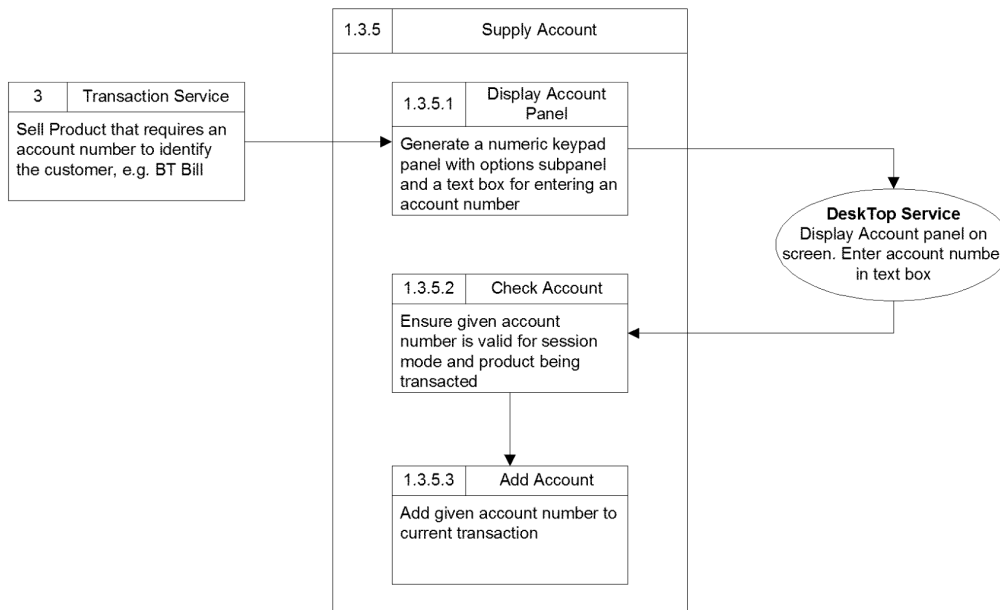 1.3.5 Supply Account
3 Transaction Service
Sell Product that requires an
account number to identify
the customer, e.g. BT Bill
1.3.5.1 Display Account
Panel
Generate a numeric keypad
panel with options subpanel
and a text box for entering an
account number
DeskTop Service
Display Account panel on
screen. Enter account numbe
in text box
1.3.5.2 Check Account
Ensure given account
number is valid for session
mode and product being
transacted
1.3.5.3 Add Account
Add given account number to
current transaction